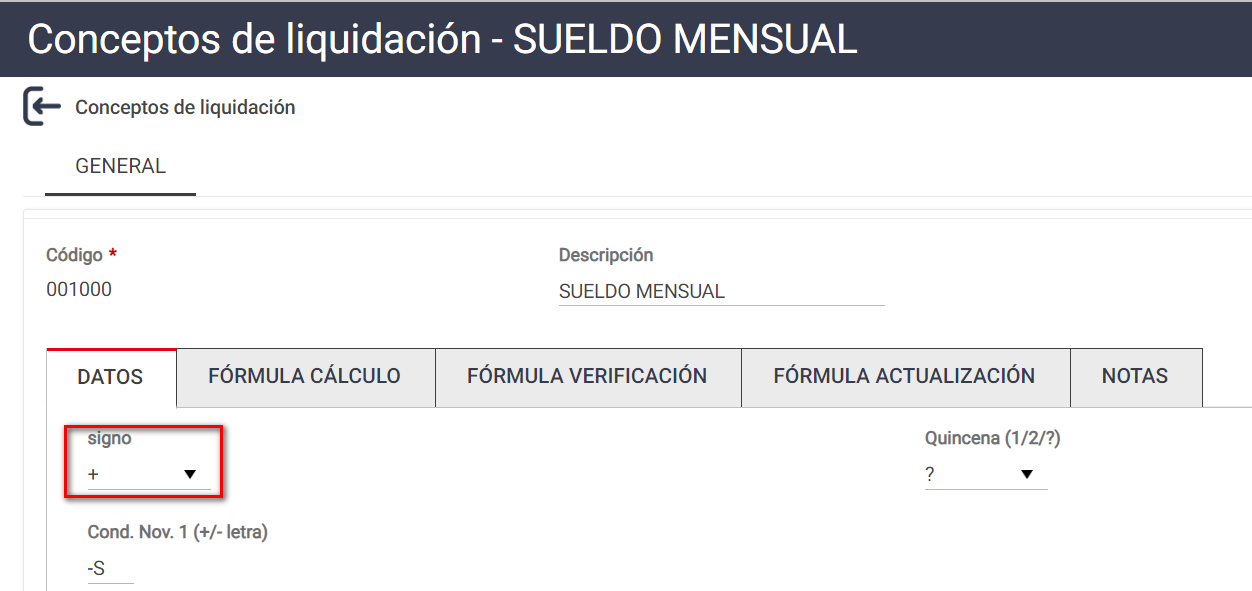 Conceptos de liquidación - SUELDO MENSUAL
Conceptos de liquidación
GENERAL
Código *
Descripción
001000
SUELDO MENSUAL
DATOS
FÓRMULA CÁLCULO
FÓRMULA VERIFICACIÓN
FÓRMULA ACTUALIZACIÓN
NOTAS
signo
Quincena (1/2/?)
+
?
Cond. Nov. 1 (+/- letra)
-S